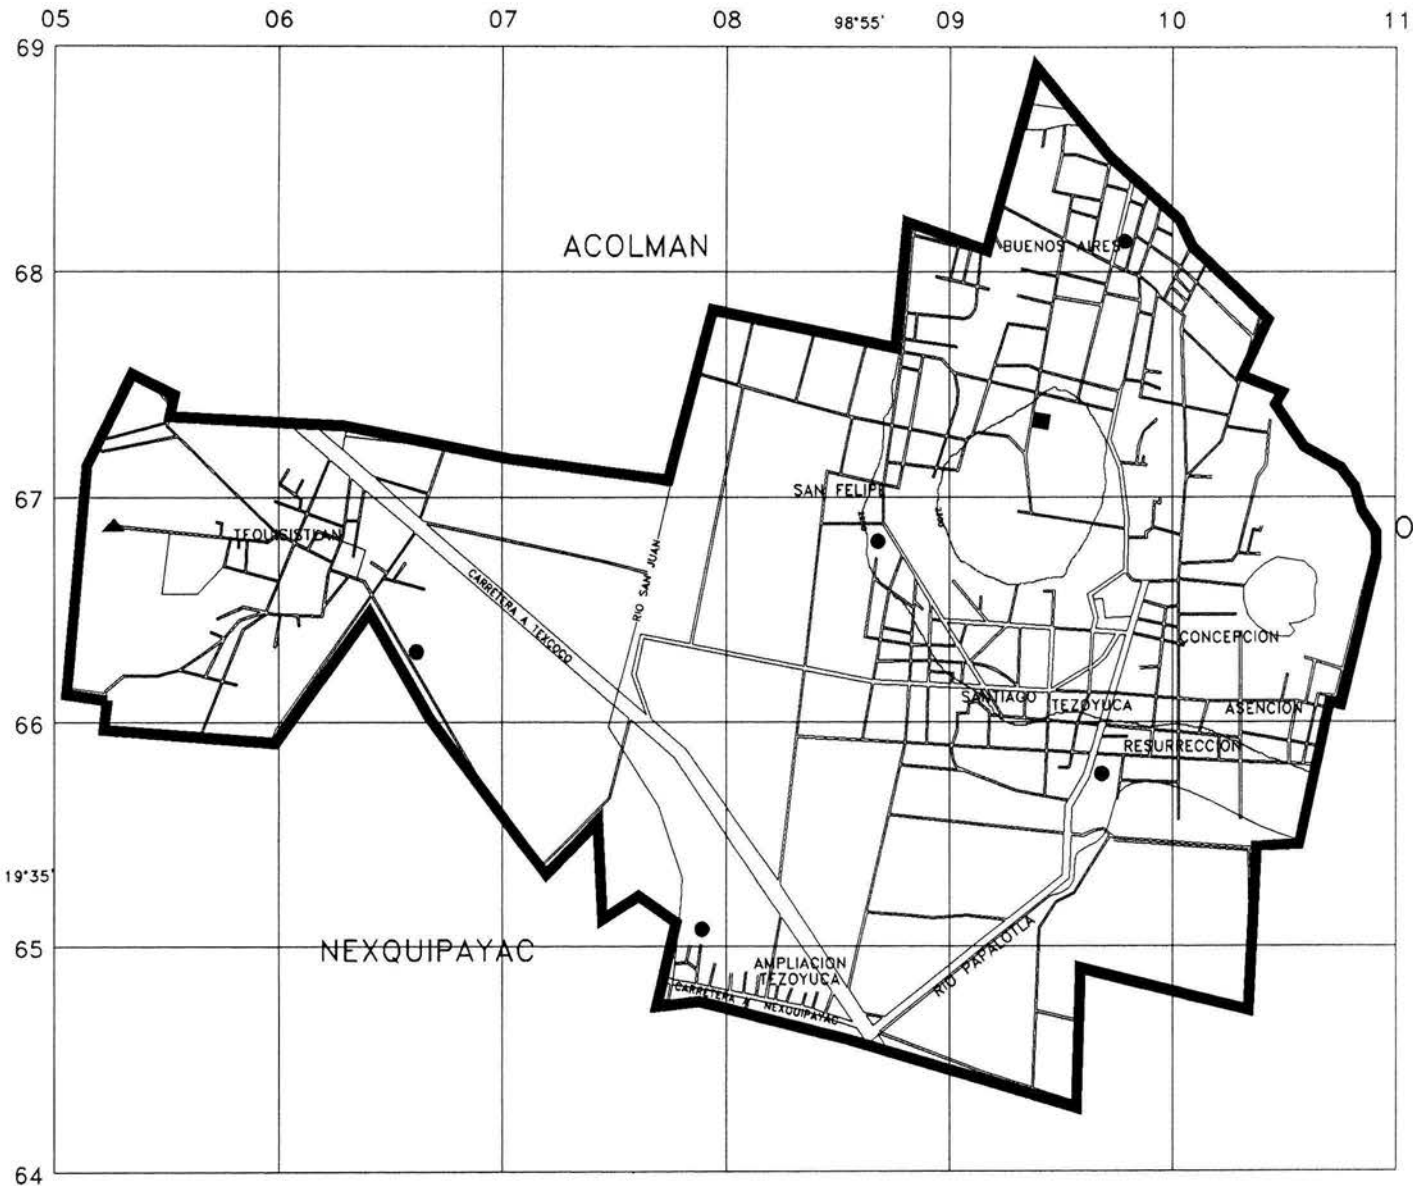 05 06 07 08 98°55' 09 10 11
69
ACOLMAN
BUENOS AIRES
68
67
SAN FELIPE
TEQUISISTLAN
O
RIO SAN JUAN
CARRETERA A TEXCOCO
CONCEPCION
SANTIAGO TEZOYUCA
ASENCION
66
RESURRECCION
19°35'
NEXQUIPAYAC
65
AMPLIACION
TEZOYUCA
RIO PAPALOTLA
CARRETERA A NEXQUIPAYAC
64